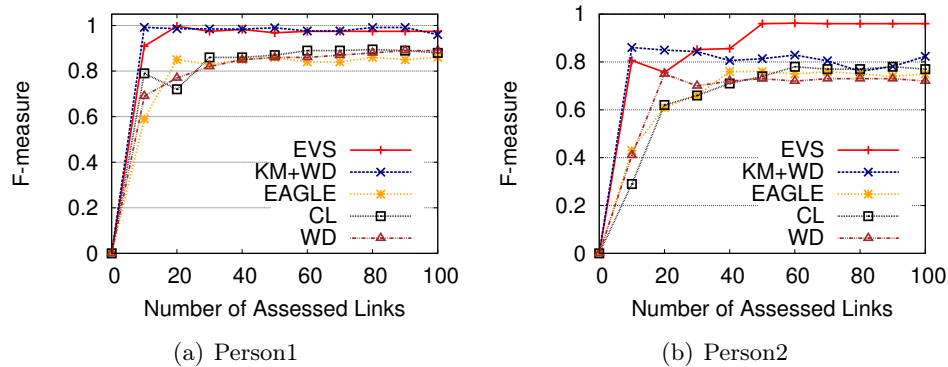 F-measure
1
0.8
0.6
0.4
0.2
0
0 20 40 60 80 100
Number of Assessed Links
EVS
KM+WD
EAGLE
CL
WD
(a) Person1
F-measure
1
0.8
0.6
0.4
0.2
0
0 20 40 60 80 100
Number of Assessed Links
EVS
KM+WD
EAGLE
CL
WD
(b) Person2